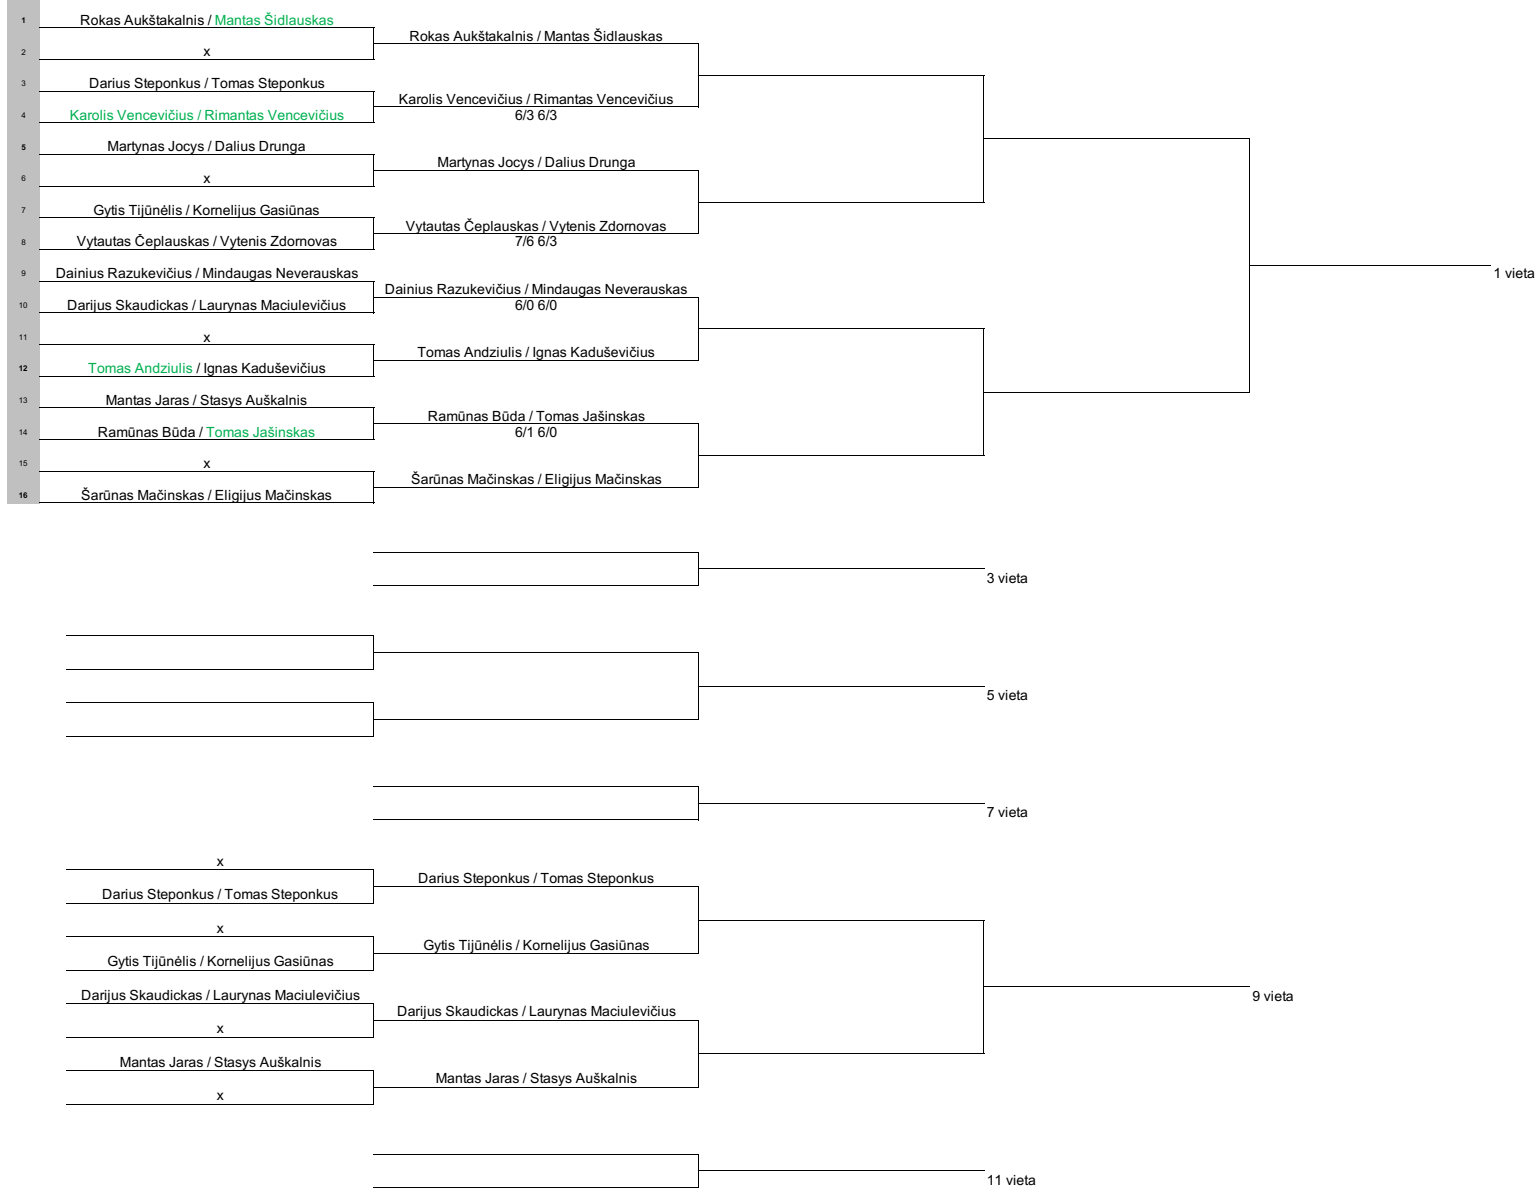 1 Rokas Aukštakalnis / Mantas Šidlauskas
Rokas Aukštakalnis / Mantas Šidlauskas
2 x
3 Darius Steponkus / Tomas Steponkus
Karolis Vencevičius / Rimantas Vencevičius
4 Karolis Vencevičius / Rimantas Vencevičius
6/3 6/3
5 Martynas Jocys / Dalius Drunga
Martynas Jocys / Dalius Drunga
6 x
7 Gytis Tijūnėlis / Kornelijus Gasiūnas
Vytautas Čeplauskas / Vytenis Zdornovas
8 Vytautas Čeplauskas / Vytenis Zdornovas
7/6 6/3
9 Dainius Razukevičius / Mindaugas Neverauskas
1 vieta
Dainius Razukevičius / Mindaugas Neverauskas
10 Darijus Skaudickas / Laurynas Maciulevičius
6/0 6/0
11 x
Tomas Andziulis / Ignas Kaduševičius
12 Tomas Andziulis / Ignas Kaduševičius
13 Mantas Jaras / Stasys Auškalnis
Ramūnas Būda / Tomas Jašinskas
14 Ramūnas Būda / Tomas Jašinskas
6/1 6/0
15 x
Šarūnas Mačinskas / Eligijus Mačinskas
16 Šarūnas Mačinskas / Eligijus Mačinskas
3 vieta
5 vieta
7 vieta
x
Darius Steponkus / Tomas Steponkus
Darius Steponkus / Tomas Steponkus
x
Gytis Tijūnėlis / Kornelijus Gasiūnas
Gytis Tijūnėlis / Kornelijus Gasiūnas
Darijus Skaudickas / Laurynas Maciulevičius
9 vieta
Darijus Skaudickas / Laurynas Maciulevičius
x
Mantas Jaras / Stasys Auškalnis
Mantas Jaras / Stasys Auškalnis
x
11 vieta